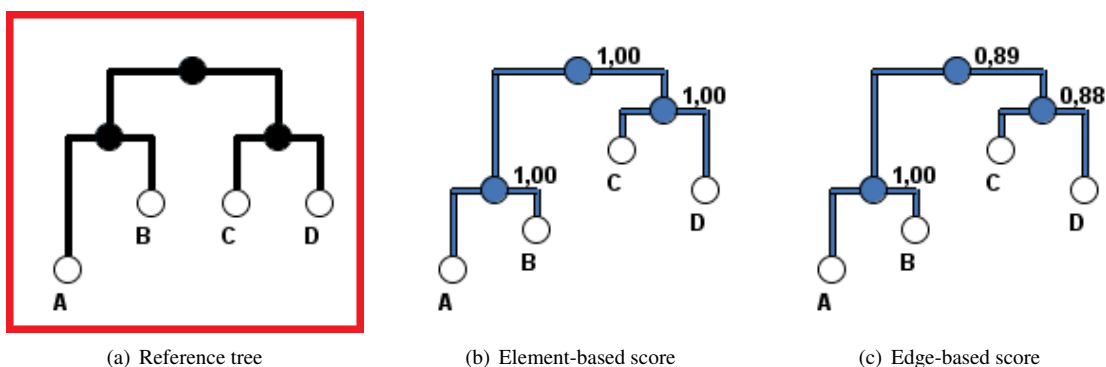 A
B
C
D
(a) Reference tree
1,00
1,00
1,00
A
B
C
D
(b) Element-based score
0,89
0,88
1,00
A
B
C
D
(c) Edge-based score